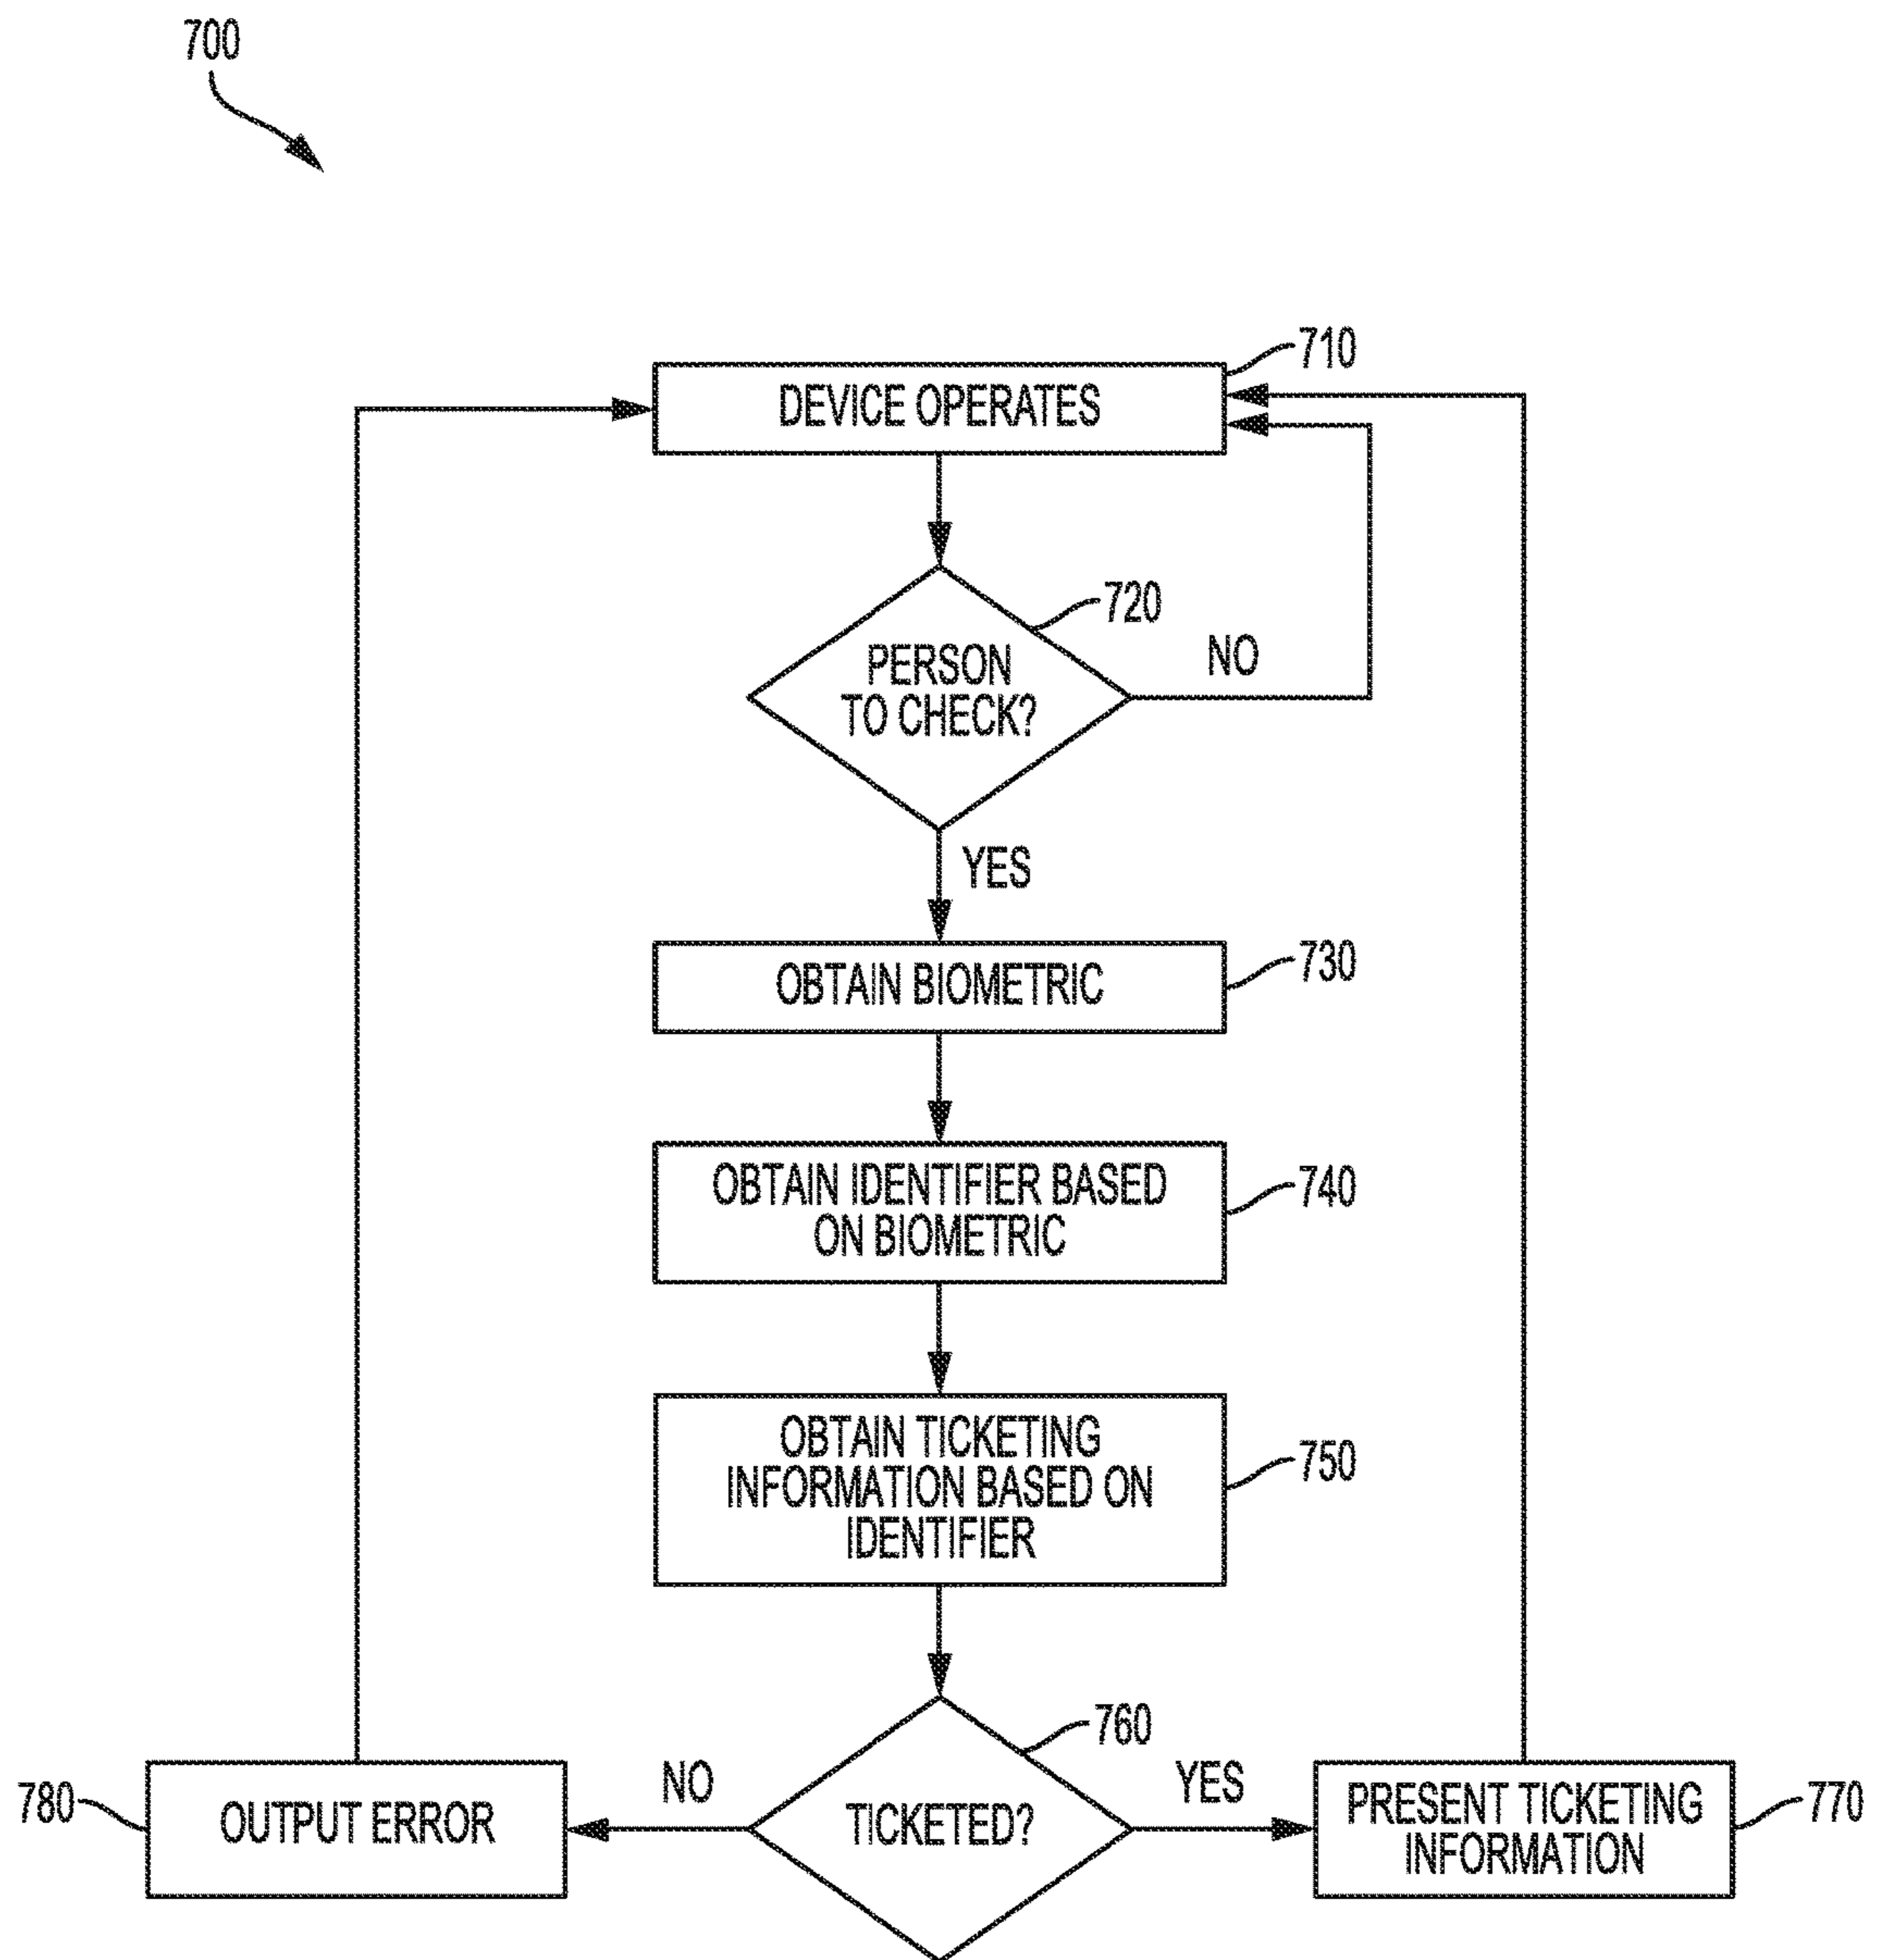 700
710
DEVICE OPERATES
720
PERSON
TO CHECK?
NO
YES
OBTAIN BIOMETRIC
730
OBTAIN IDENTIFIER BASED
ON BIOMETRIC
740
OBTAIN TICKETING
INFORMATION BASED ON
IDENTIFIER
750
760
780
OUTPUT ERROR
NO
TICKETED?
YES
PRESENT TICKETING
INFORMATION
770